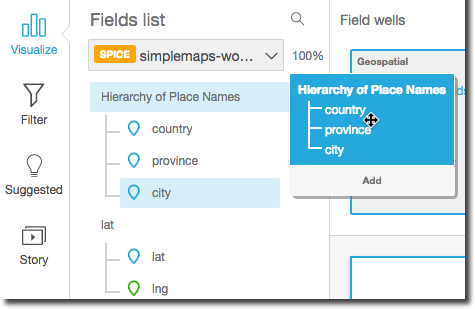 Visualize
Filter
Suggested
Story
Fields list
SPICE simplemaps-wo... 100%
Hierarchy of Place Names
country
province
city
lat
lat
lng
Field wells
Geospatial
Hierarchy of Place Names
country
province
city
Add